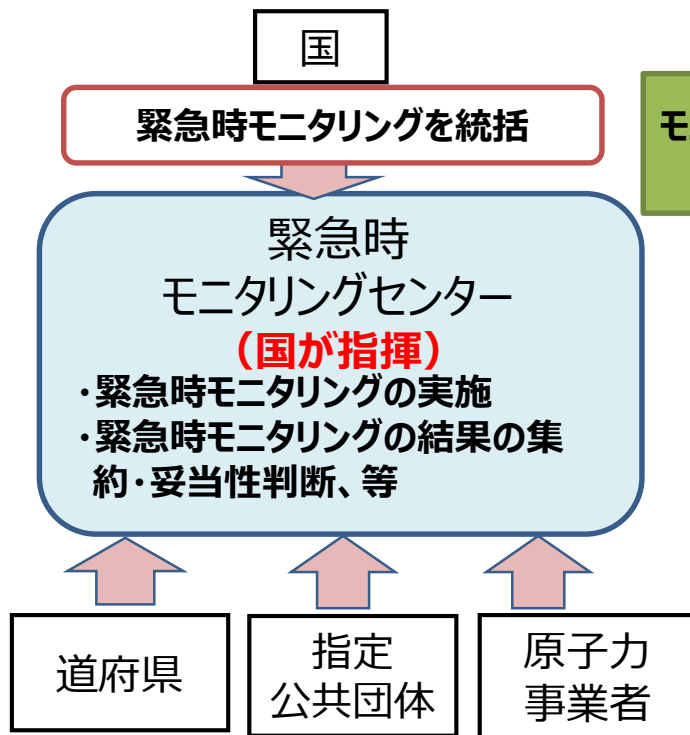 国
緊急時モニタリングを統括
モ
緊急時
モニタリングセンター
（国が指揮）
・緊急時モニタリングの実施
・緊急時モニタリングの結果の集
約・妥当性判断、等
道府県
指定
公共団体
原子力
事業者